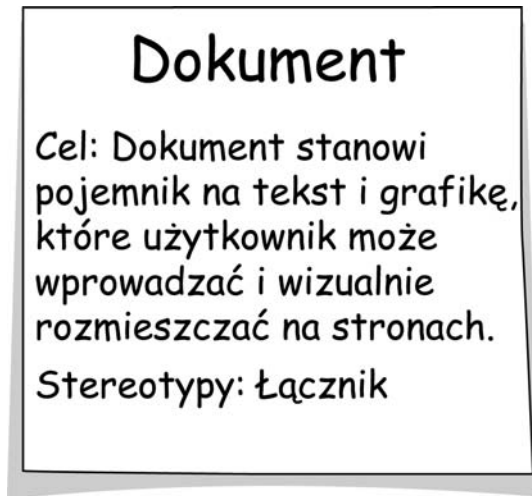 Dokument
Cel: Dokument stanowi
pojemnik na tekst i grafikę,
które użytkownik może
wprowadzać i wizualnie
rozmieszczać na stronach.
Stereotypy: Łącznik